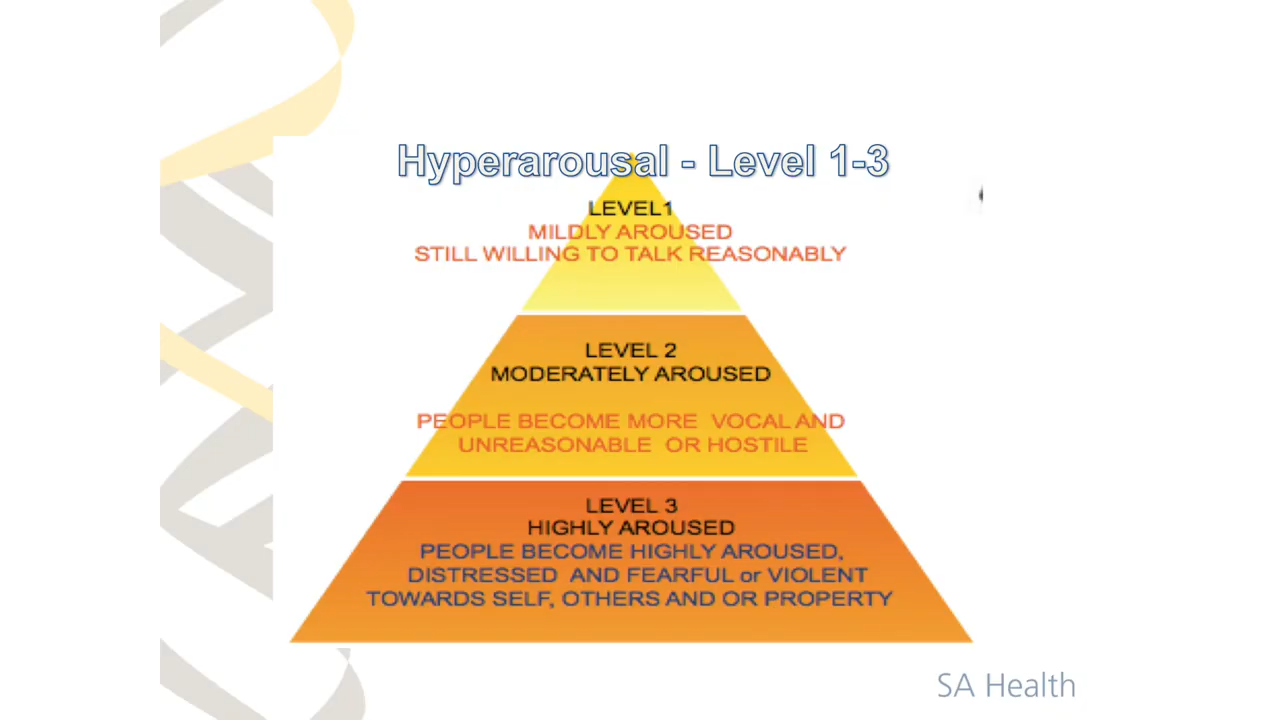 Hyperarousal - Level 1-3
LEVEL1
MILDLY AROUSED
STILL WILLING TO TALK REASONABLY
LEVEL 2
MODERATELY AROUSED
PEOPLE BECOME MORE VOCAL AND
UNREASONABLE OR HOSTILE
LEVEL 3
HIGHLY AROUSED
PEOPLE BECOME HIGHLY AROUSED,
DISTRESSED AND FEARFUL or VIOLENT
TOWARDS SELF, OTHERS AND OR PROPERTY
SA Health